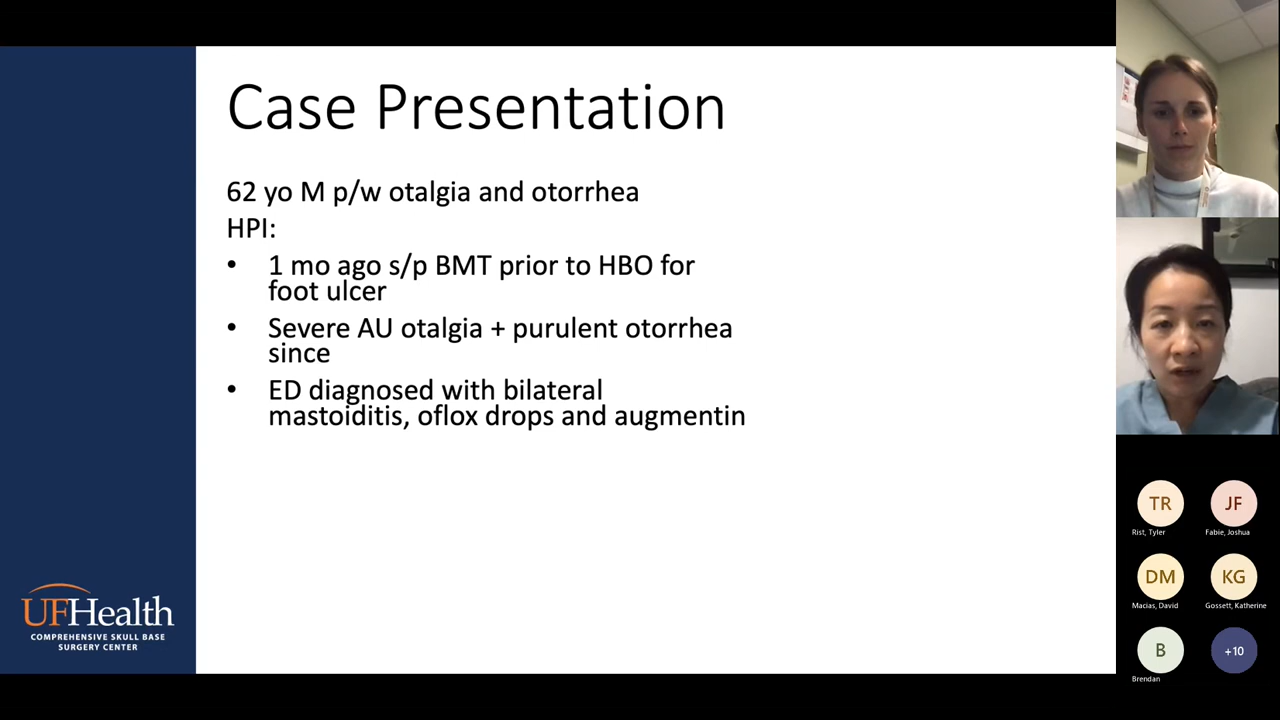 Case Presentation
62 yo M p/w otalgia and otorrhea
HPI:
• 1 mo ago s/p BMT prior to HBO for
foot ulcer
• Severe AU otalgia + purulent otorrhea
since
• ED diagnosed with bilateral
mastoiditis, oflox drops and augmentin
UFHealth
COMPREHENSIVE SKULL BASE
SURGERY CENTER
TR
JF
Rist, Tyler
Fabie, Joshua
DM
KG
Macias, David
Gossett, Katherine
B
+10
Brendan